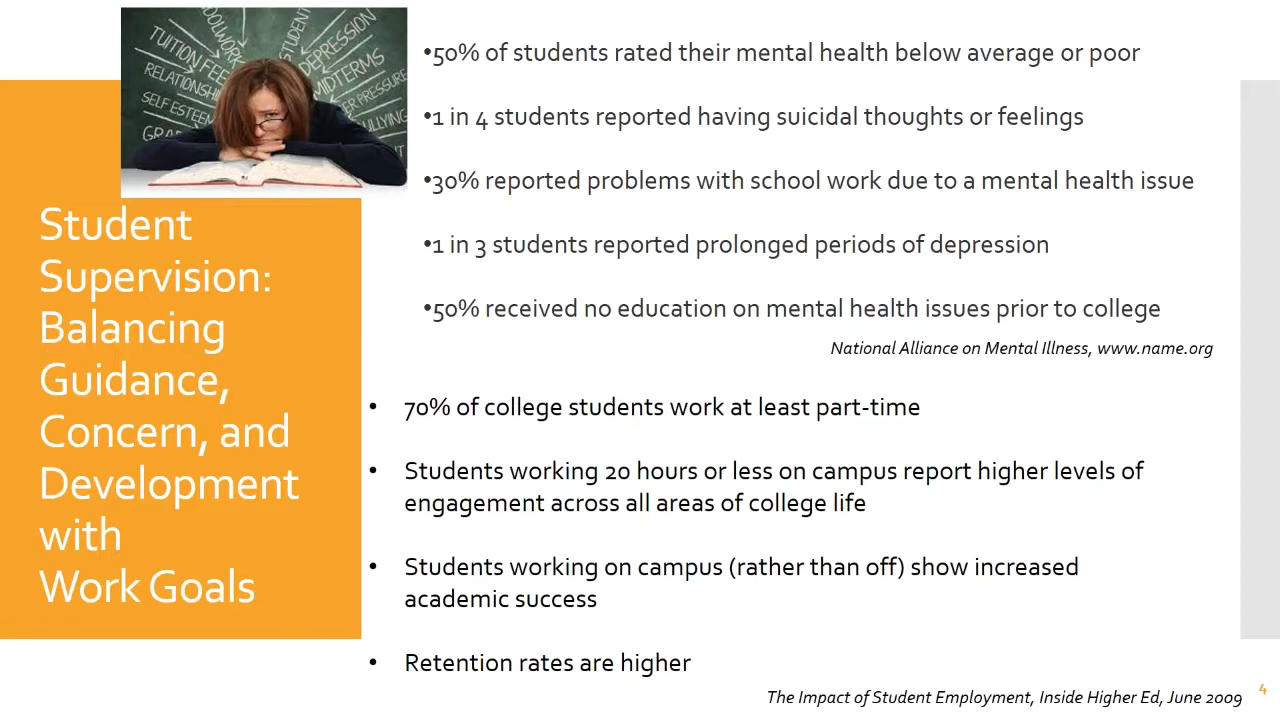 SCHOOLWORK
STUDENT
DEPRESSION
TUITION FEE
MIDTERMS
RELATIONSHIP
PEER PRESSURE
SELF ESTEEM
BULLYING
GRA
Student
Supervision:
Balancing
Guidance,
Concern, and
Development
with
Work Goals
•50% of students rated their mental health below average or poor
•1 in 4 students reported having suicidal thoughts or feelings
•30% reported problems with school work due to a mental health issue
•1 in 3 students reported prolonged periods of depression
•50% received no education on mental health issues prior to college
National Alliance on Mental Illness, www.name.org
• 70% of college students work at least part-time
• Students working 20 hours or less on campus report higher levels of
engagement across all areas of college life
• Students working on campus (rather than off) show increased
academic success
• Retention rates are higher
The Impact of Student Employment, Inside Higher Ed, June 2009
4